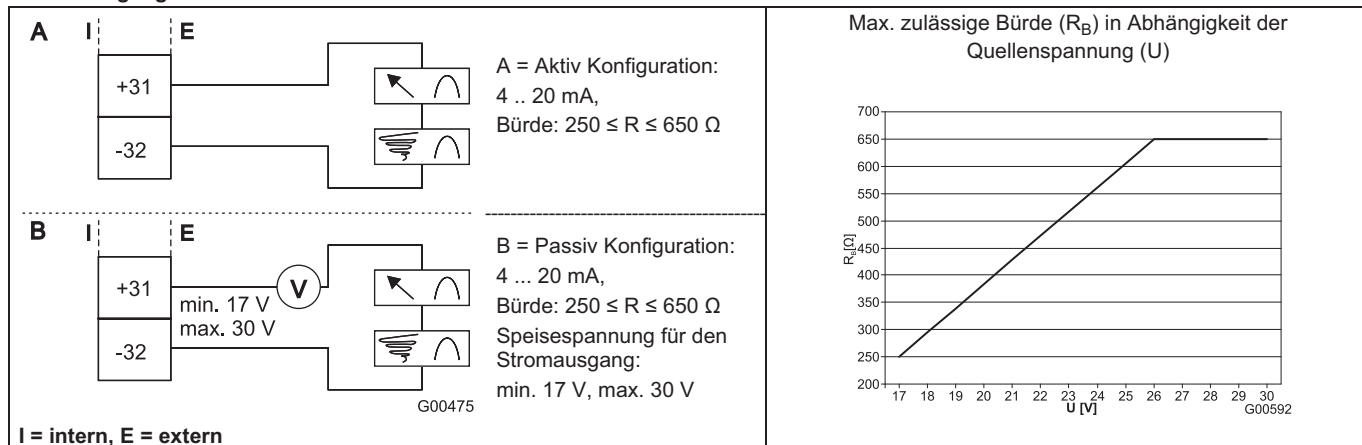 A I E
+31
-32
A = Aktiv Konfiguration:
4 .. 20 mA,
Bürde: 250 ≤ R ≤ 650 Ω
B I E
+31
-32
min. 17 V
max. 30 V
V
B = Passiv Konfiguration:
4 ... 20 mA,
Bürde: 250 ≤ R ≤ 650 Ω
Speisespannung für den
Stromausgang:
min. 17 V, max. 30 V
G00475
I = intern, E = extern
Max. zulässige Bürde (RB) in Abhängigkeit der
Quellenspannung (U)
700
650
600
550
500
450
400
350
300
250
200
RB[Ω]
17 18 19 20 21 22 23 24 25 26 27 28 29 30
U [V]
G00592